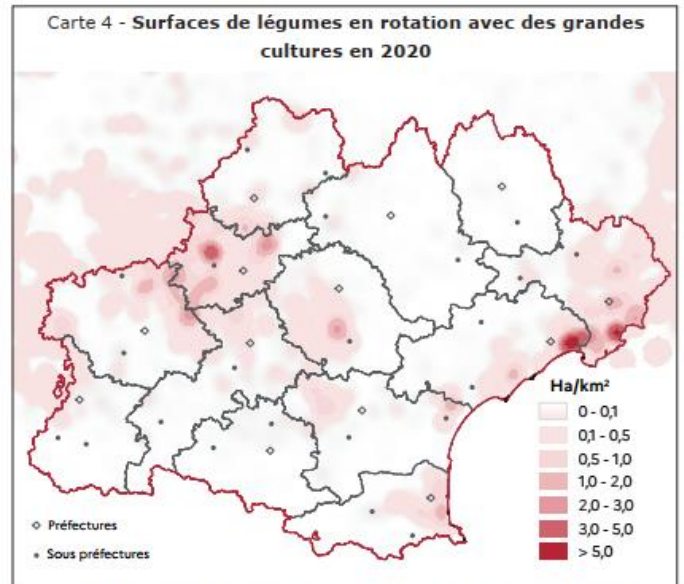 Carte 4 - Surfaces de légumes en rotation avec des grandes
cultures en 2020
Ha/km²
0 - 0,1
0,1 - 0,5
0,5 - 1,0
1,0 - 2,0
2,0 - 3,0
3,0 - 5,0
> 5,0
Préfectures
Sous préfectures